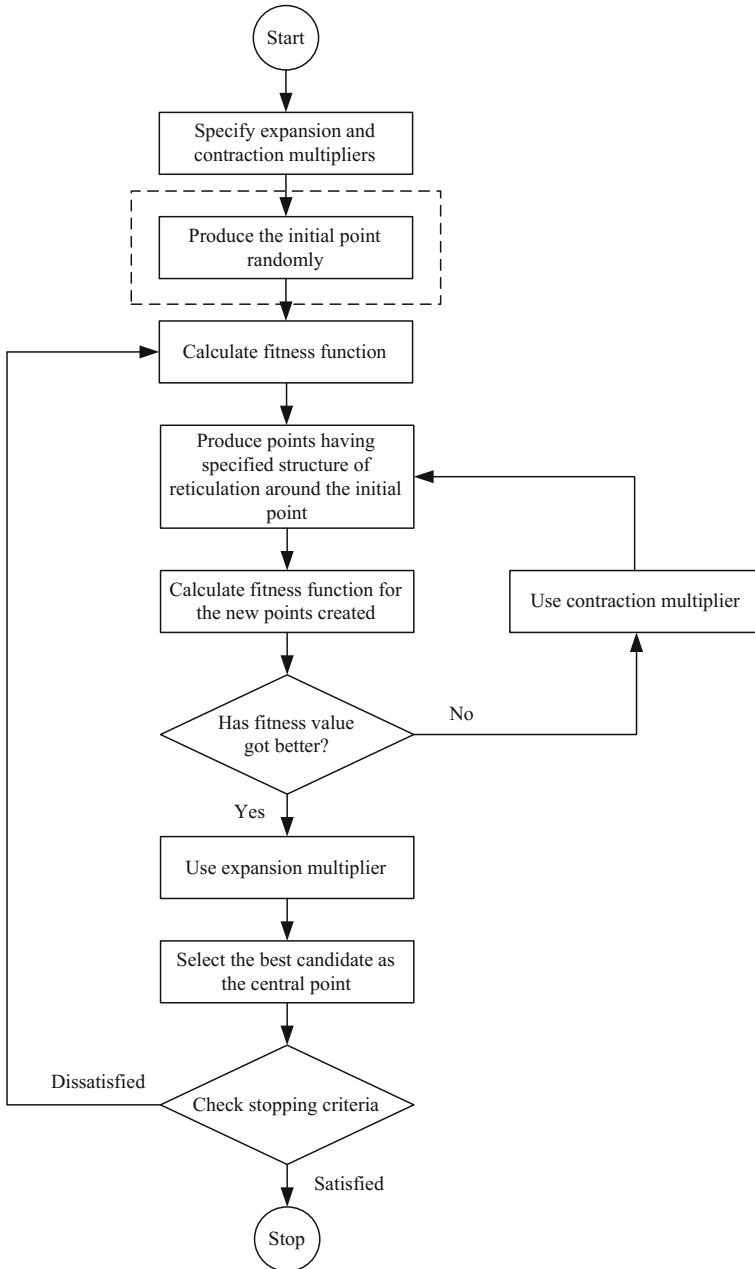 Start
Specify expansion and
contraction multipliers
Produce the initial point
randomly
Calculate fitness function
Produce points having
specified structure of
reticulation around the initial
point
Calculate fitness function for
the new points created
Use contraction multiplier
Has fitness value
got better?
No
Yes
Use expansion multiplier
Select the best candidate as
the central point
Dissatisfied
Check stopping criteria
Satisfied
Stop